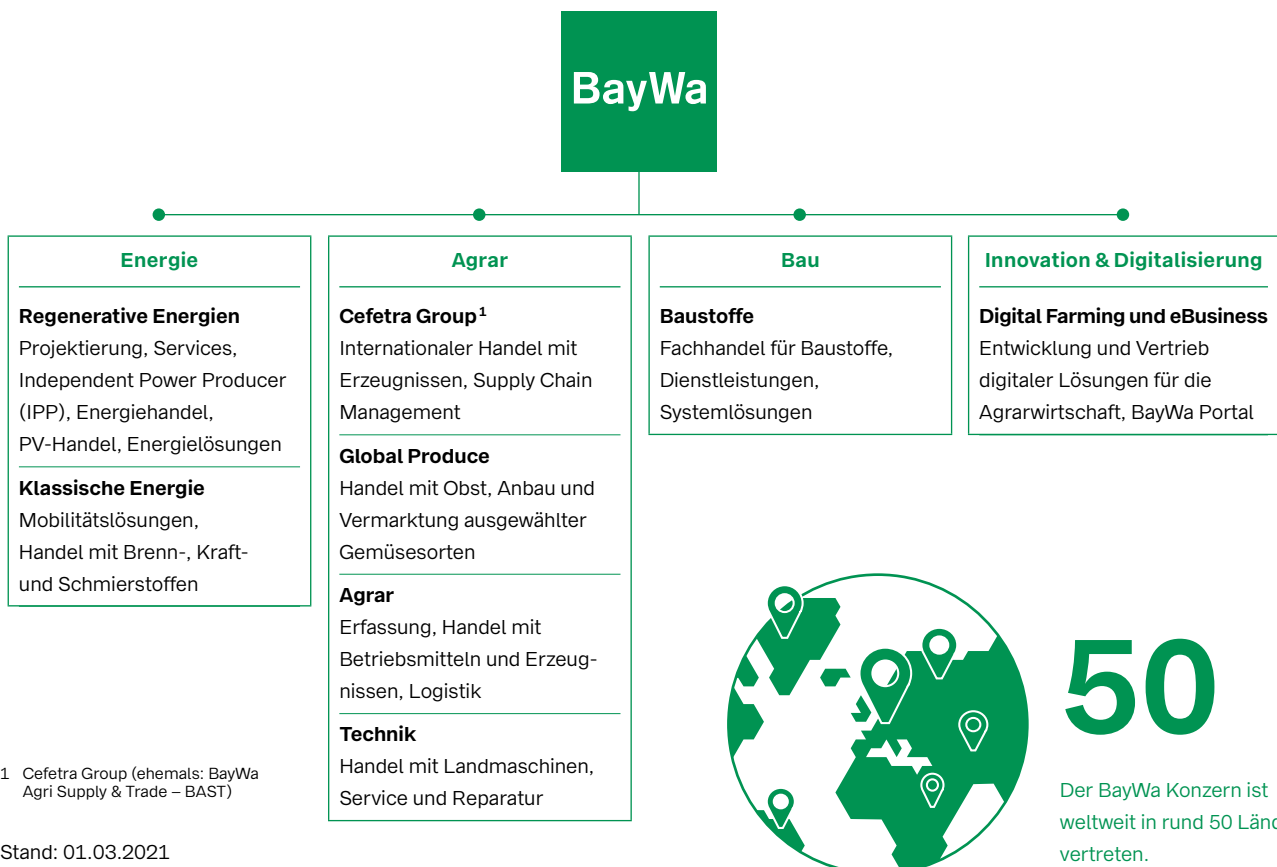 BayWa
Energie
Regenerative Energien
Projektierung, Services,
Independent Power Producer
(IPP), Energiehandel,
PV-Handel, Energielösungen
Klassische Energie
Mobilitätslösungen,
Handel mit Brenn-, Kraft-
und Schmierstoffen
Agrar
Cefetra Group¹
Internationaler Handel mit
Erzeugnissen, Supply Chain
Management
Global Produce
Handel mit Obst, Anbau und
Vermarktung ausgewählter
Gemüsesorten
Agrar
Erfassung, Handel mit
Betriebsmitteln und Erzeug-
nissen, Logistik
Technik
Handel mit Landmaschinen,
Service und Reparatur
Bau
Baustoffe
Fachhandel für Baustoffe,
Dienstleistungen,
Systemlösungen
Innovation & Digitalisierung
Digital Farming und eBusiness
Entwicklung und Vertrieb
digitaler Lösungen für die
Agrarwirtschaft, BayWa Portal
50
Der BayWa Konzern ist
weltweit in rund 50
vertreten.
1 Cefetra Group (ehemals: BayWa
Agri Supply & Trade – BAST)
Stand: 01.03.2021